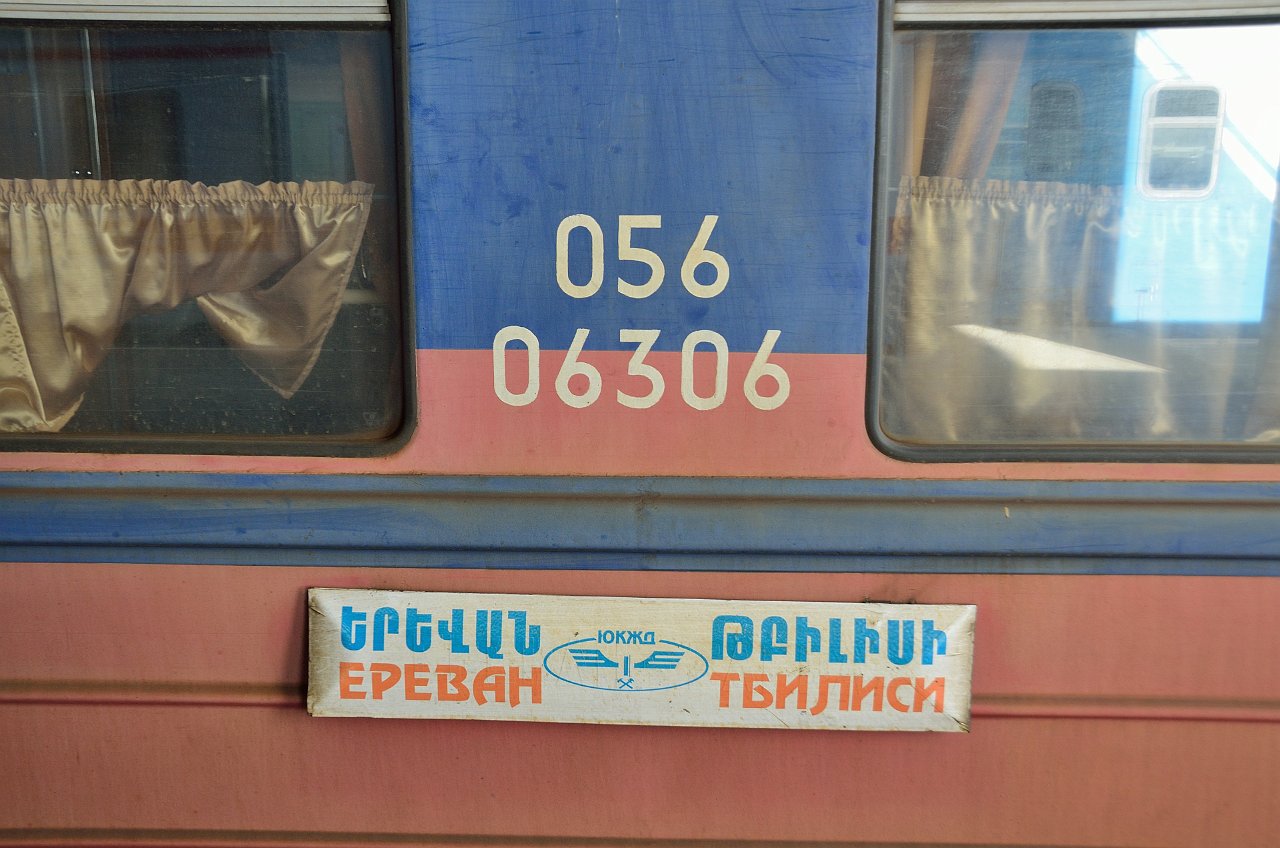 056
06306
ԵՐԵՎԱՆ
ЕРЕВАН
ЮКЖД
ԹԲԻԼԻՍԻ
ТБИЛИСИ